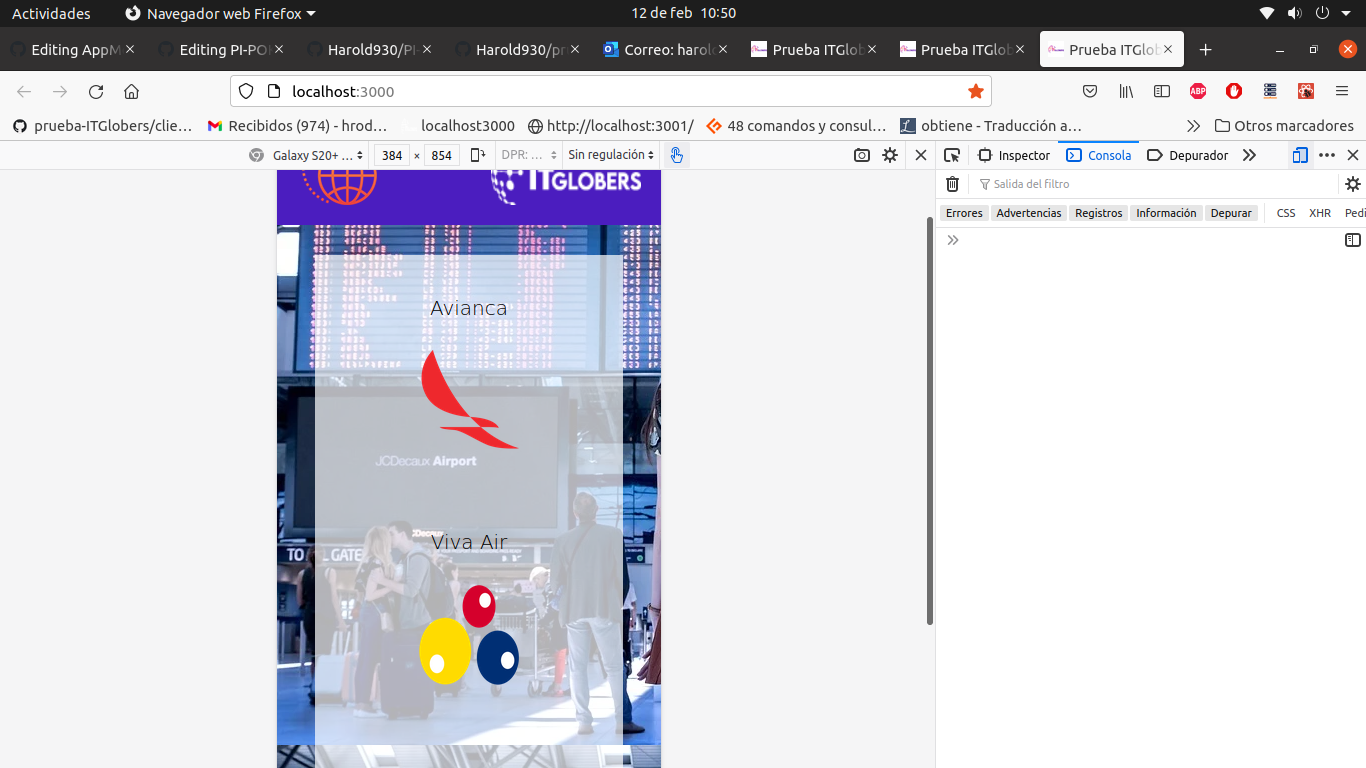 Actividades
Navegador web Firefox
12 de feb 10:50
Editing AppM
Editing PI-PO
Harold930/PI-
Harold930/pr
Correo: harol
Prueba ITGlob
Prueba ITGlob
Prueba ITGlob
localhost:3000
ABP
prueba-ITGlobers/clie…
Recibidos (974) - hrod…
localhost3000
http://localhost:3001/
48 comandos y consul…
obtiene - Traducción a…
Otros marcadores
Galaxy S20+ …
384 × 854
DPR: …
Sin regulación
Inspector
Consola
Depurador
Salida del filtro
Errores
Advertencias
Registros
Información
Depurar
CSS
XHR
Pedi
ITGLOBERS
Avianca
JCDecaux Airport
JCDecaux
TO GATE
Viva Air